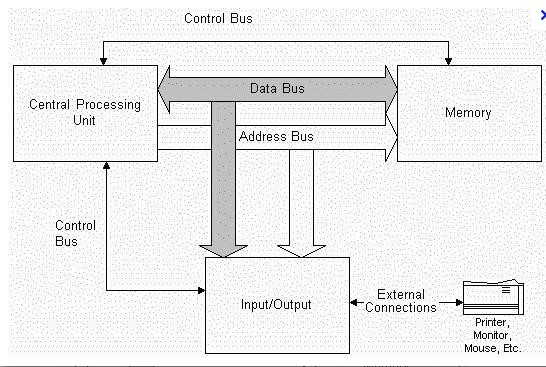 Control Bus
Data Bus
Central Processing
Unit
Memory
Address Bus
Control
Bus
Input/Output
External
Connections
Printer,
Monitor,
Mouse, Etc.